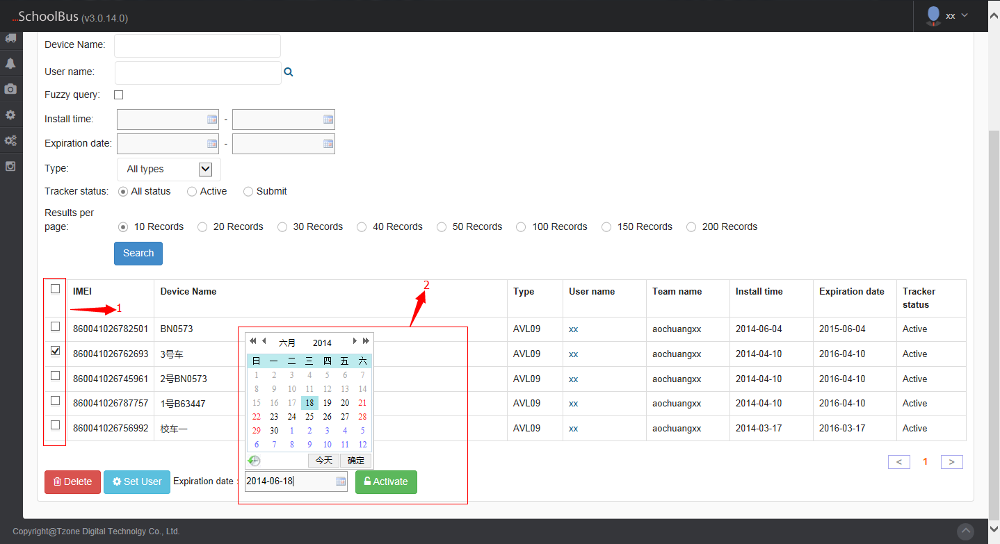 ...SchoolBus (v3.0.14.0)
xx
Device Name:
User name:
Fuzzy query:
Install time: -
Expiration date: -
Type: All types
Tracker status: All status Active Submit
Results per
page: 10 Records 20 Records 30 Records 40 Records 50 Records 100 Records 150 Records 200 Records
Search
IMEI Device Name Type User name Team name Install time Expiration date Tracker
status
1
2
860041026782501 BN0573 AVL09 xx aochuangxx 2014-06-04 2015-06-04 Active
860041026762693 3号车 AVL09 xx aochuangxx 2014-04-10 2016-04-10 Active
860041026745961 2号BN0573 AVL09 xx aochuangxx 2014-04-10 2016-04-10 Active
860041026787757 1号B63447 AVL09 xx aochuangxx 2014-04-10 2016-04-10 Active
860041026756992 校车一 AVL09 xx aochuangxx 2014-03-17 2016-03-17 Active
六月 2014
日 一 二 三 四 五 六
1 2 3 4 5 6 7
8 9 10 11 12 13 14
15 16 17 18 19 20 21
22 23 24 25 26 27 28
29 30 1 2 3 4 5
6 7 8 9 10 11 12
今天 确定
< 1 >
Delete Set User Expiration date : 2014-06-18 Activate
Copyright@Tzone Digital Technolgy Co., Ltd.